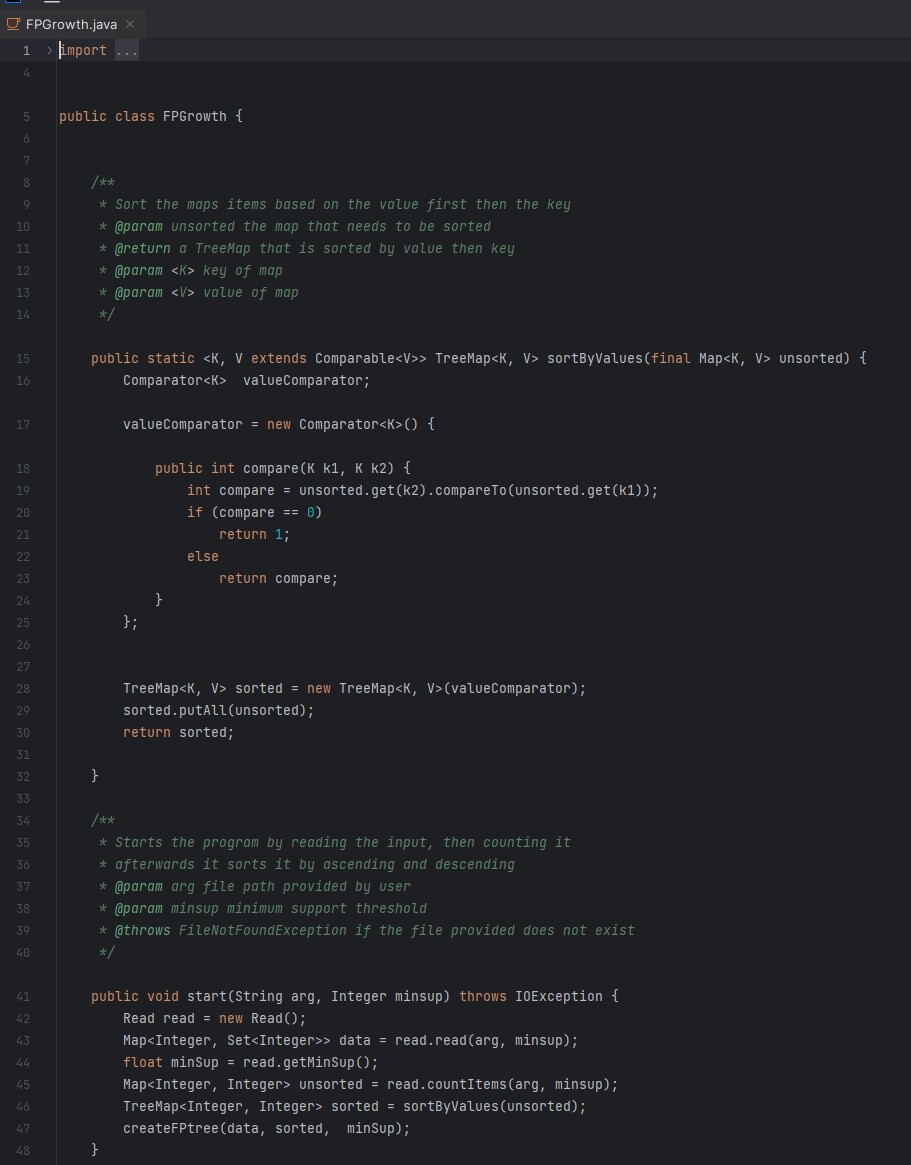 FPGrowth.java
1 import ...
4
5 public class FPGrowth {
6
7
8 /**
9 * Sort the maps items based on the value first then the key
10 * @param unsorted the map that needs to be sorted
11 * @return a TreeMap that is sorted by value then key
12 * @param <K> key of map
13 * @param <V> value of map
14 */
15 public static <K, V extends Comparable<V>> TreeMap<K, V> sortByValues(final Map<K, V> unsorted) {
16 Comparator<K>  valueComparator;
17 valueComparator = new Comparator<K>() {
18 public int compare(K k1, K k2) {
19 int compare = unsorted.get(k2).compareTo(unsorted.get(k1));
20 if (compare == 0)
21 return 1;
22 else
23 return compare;
24 }
25 };
26
27
28 TreeMap<K, V> sorted = new TreeMap<K, V>(valueComparator);
29 sorted.putAll(unsorted);
30 return sorted;
31
32 }
33
34 /**
35 * Starts the program by reading the input, then counting it
36 * afterwards it sorts it by ascending and descending
37 * @param arg file path provided by user
38 * @param minsup minimum support threshold
39 * @throws FileNotFoundException if the file provided does not exist
40 */
41 public void start(String arg, Integer minsup) throws IOException {
42 Read read = new Read();
43 Map<Integer, Set<Integer>> data = read.read(arg, minsup);
44 float minSup = read.getMinSup();
45 Map<Integer, Integer> unsorted = read.countItems(arg, minsup);
46 TreeMap<Integer, Integer> sorted = sortByValues(unsorted);
47 createFPtree(data, sorted,  minSup);
48 }